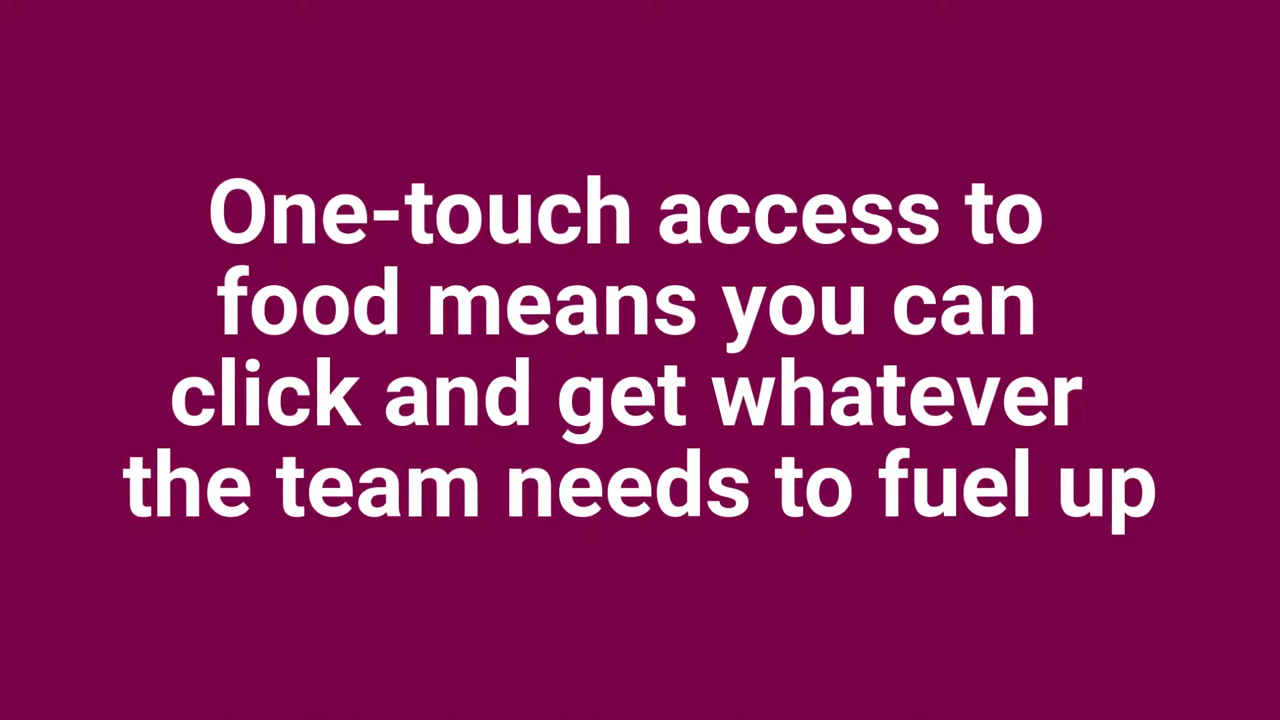 One-touch access to
food means you can
click and get whatever
the team needs to fuel up